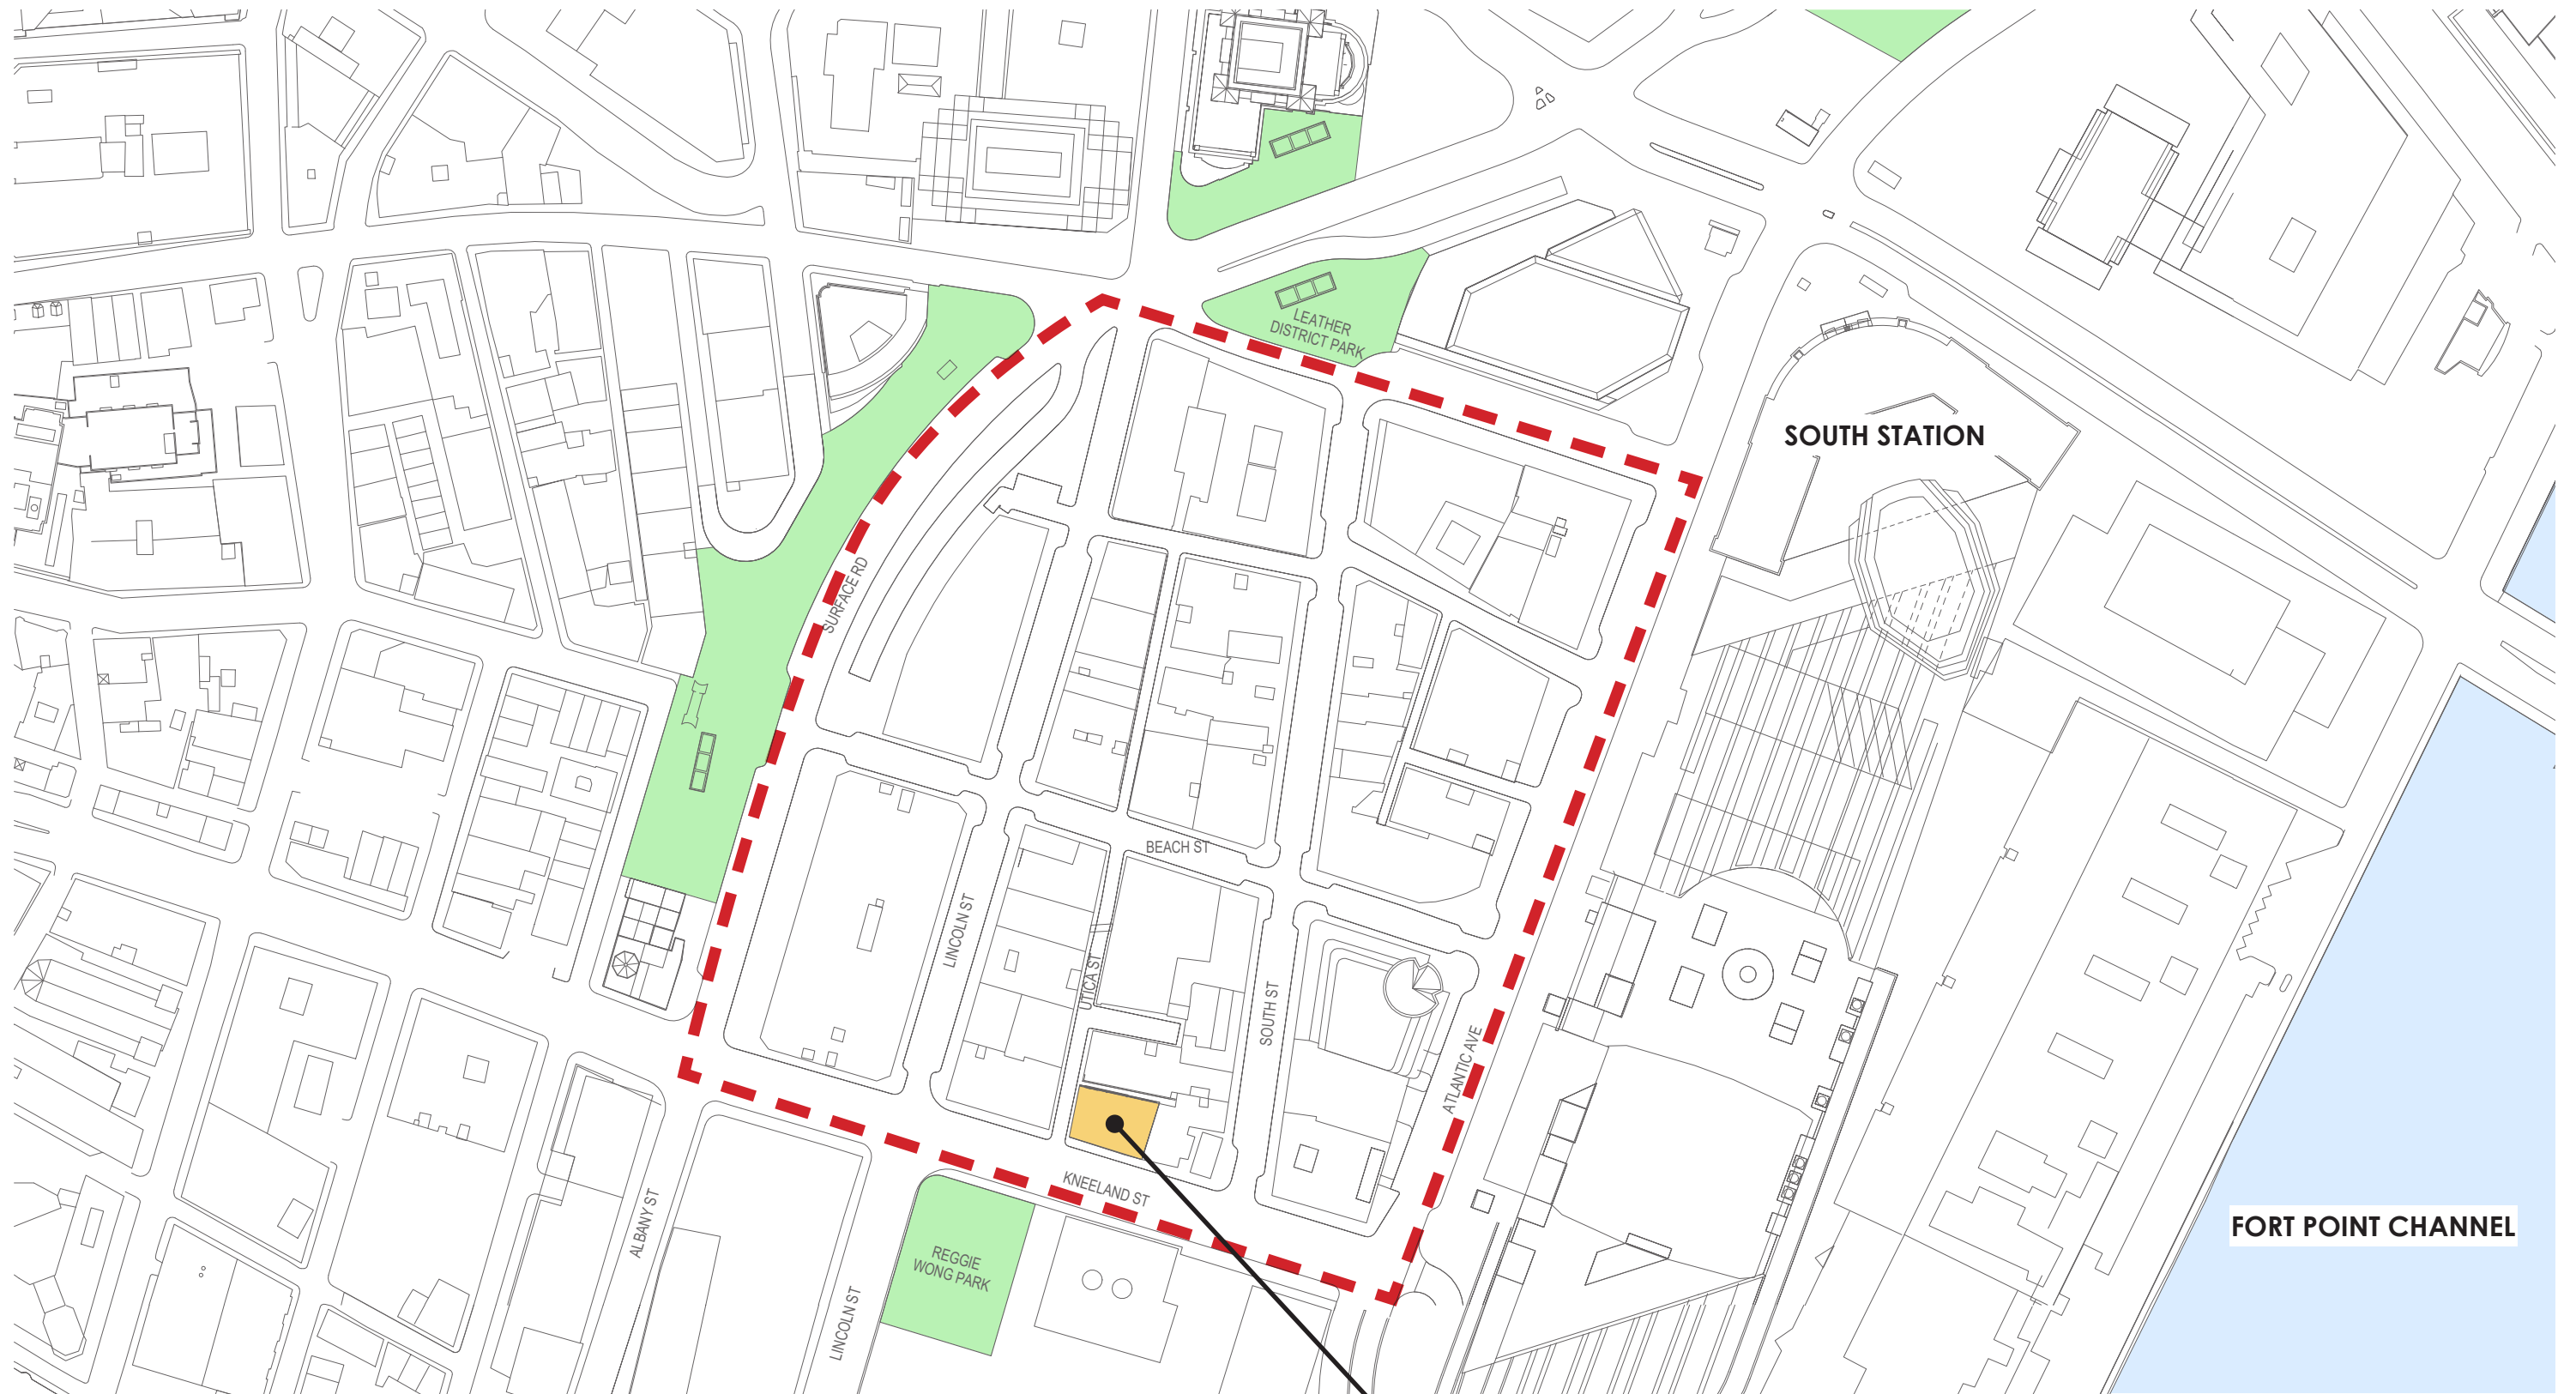 LEATHER
DISTRICT PARK
SOUTH STATION
SURFACE RD
BEACH ST
LINCOLN ST
UTICA ST
SOUTH ST
ATLANTIC AVE
KNEELAND ST
ALBANY ST
REGGIE
WONG PARK
FORT POINT CHANNEL
LINCOLN ST